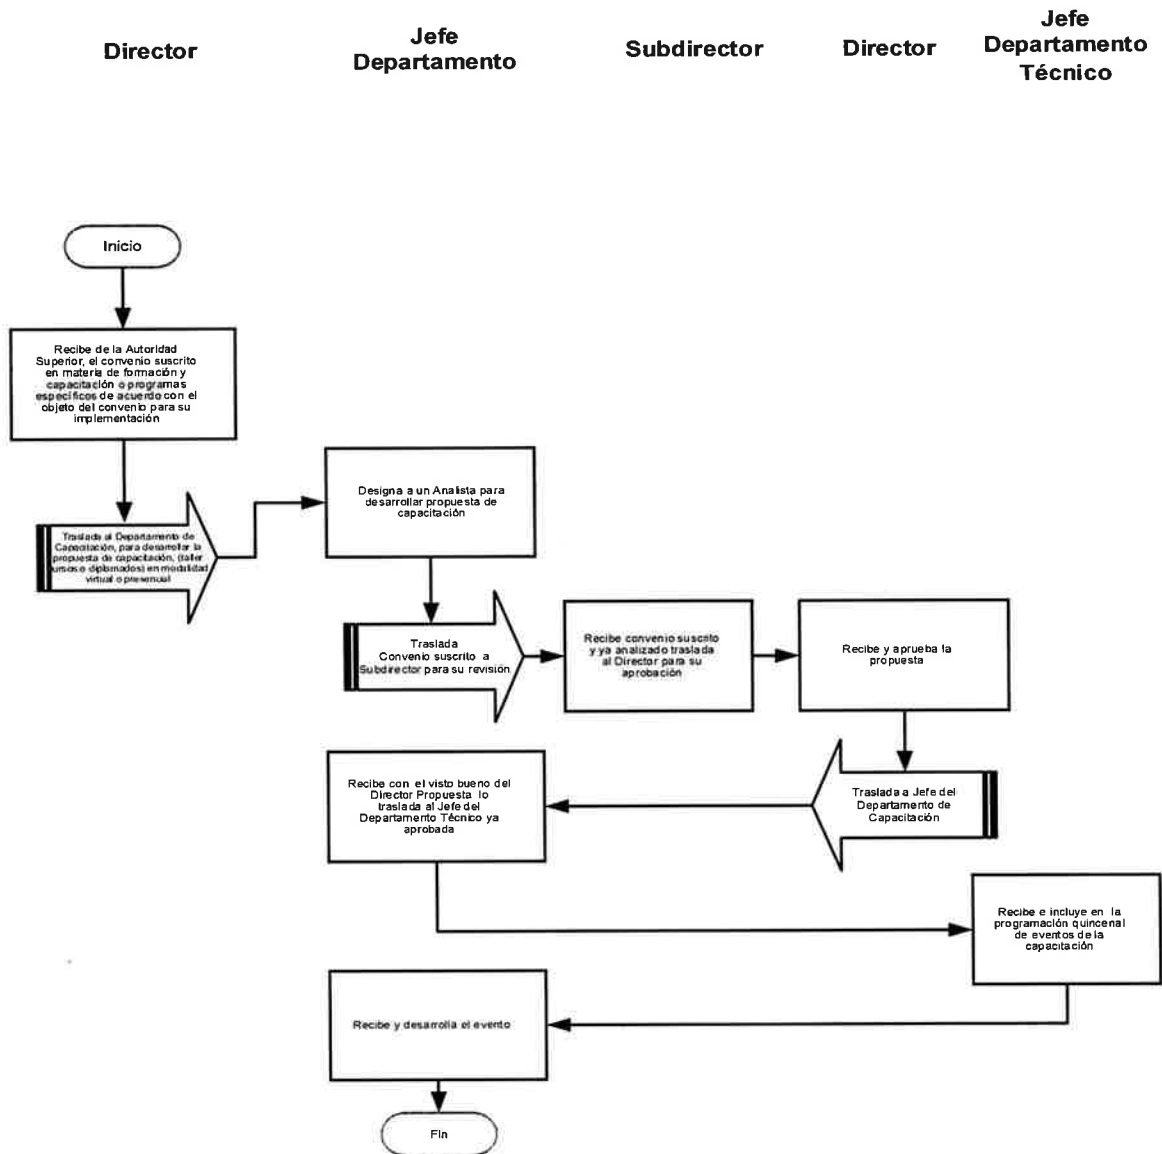 Director
Jefe
Departamento
Subdirector
Director
Jefe
Departamento
Técnico
Inicio
Recibe de la Autoridad
Superior, el convenio suscrito
en materia de formación y
capacitación o programas
específicos de acuerdo con el
objeto del convenio para su
implementación
Traslada al Departamento de
Capacitación, para desarrollar la
propuesta de capacitación, (taller
ursos o diplomados) en modalidad
virtual o presencial
Designa a un Analista para
desarrollar propuesta de
capacitación
Traslada
Convenio suscrito a
Subdirector para su revisión
Recibe convenio suscrito
y ya analizado traslada
al Director para su
aprobación
Recibe y aprueba la
propuesta
Traslada a Jefe del
Departamento de
Capacitación
Recibe con el visto bueno del
Director Propuesta lo
traslada al Jefe del
Departamento Técnico ya
aprobada
Recibe e incluye en la
programación quincenal
de eventos de la
capacitación
Recibe y desarrolla el evento
Fin